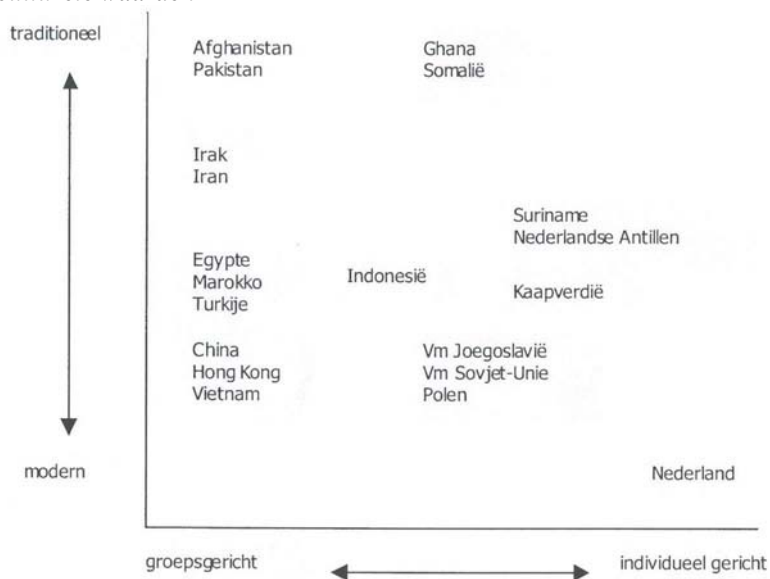 traditioneel
Afghanistan
Pakistan
Ghana
Somalië
Irak
Iran
Suriname
Nederlandse Antillen
Egypte
Marokko
Turkije
Indonesië
Kaapverdië
China
Hong Kong
Vietnam
Vm Joegoslavië
Vm Sovjet-Unie
Polen
modern
Nederland
groepsgericht
individueel gericht